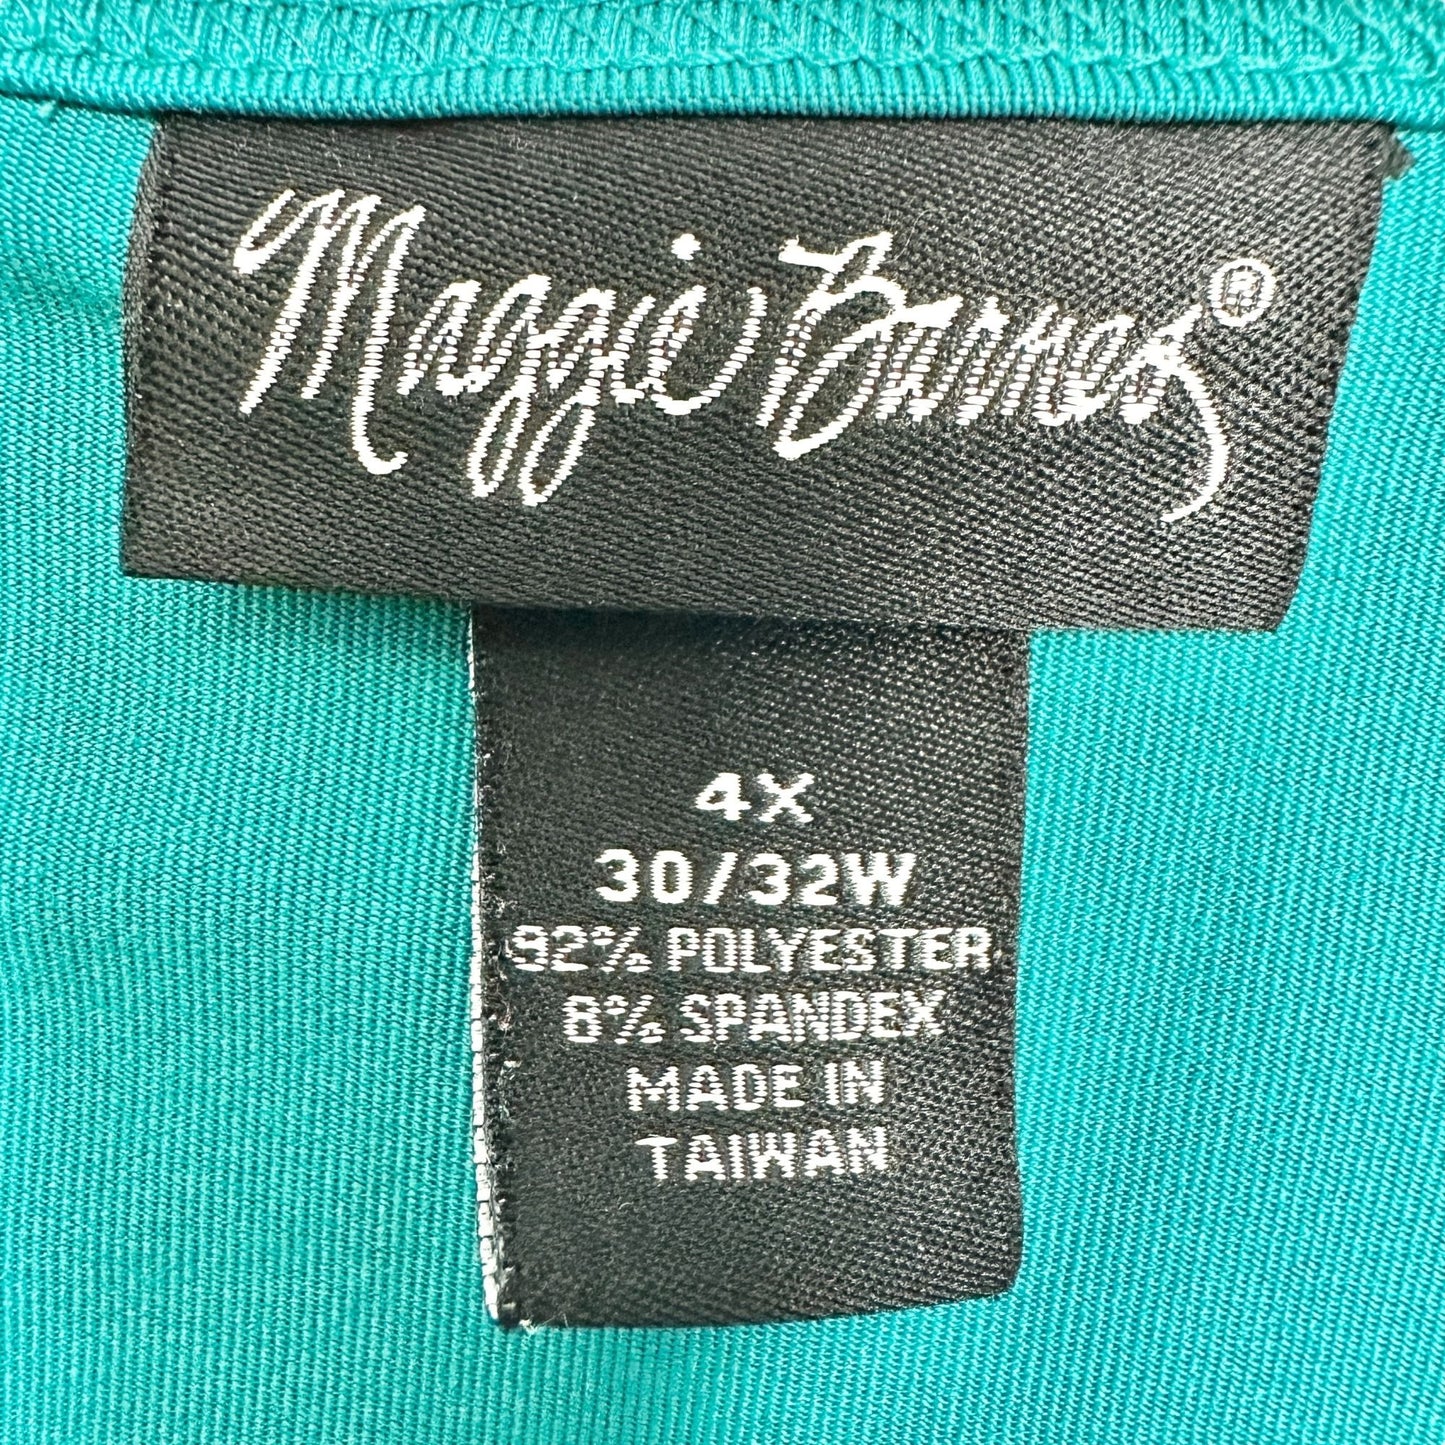 Maggie Barnes®
4X
30/32W
92% POLYESTER
8% SPANDEX
MADE IN
TAIWAN